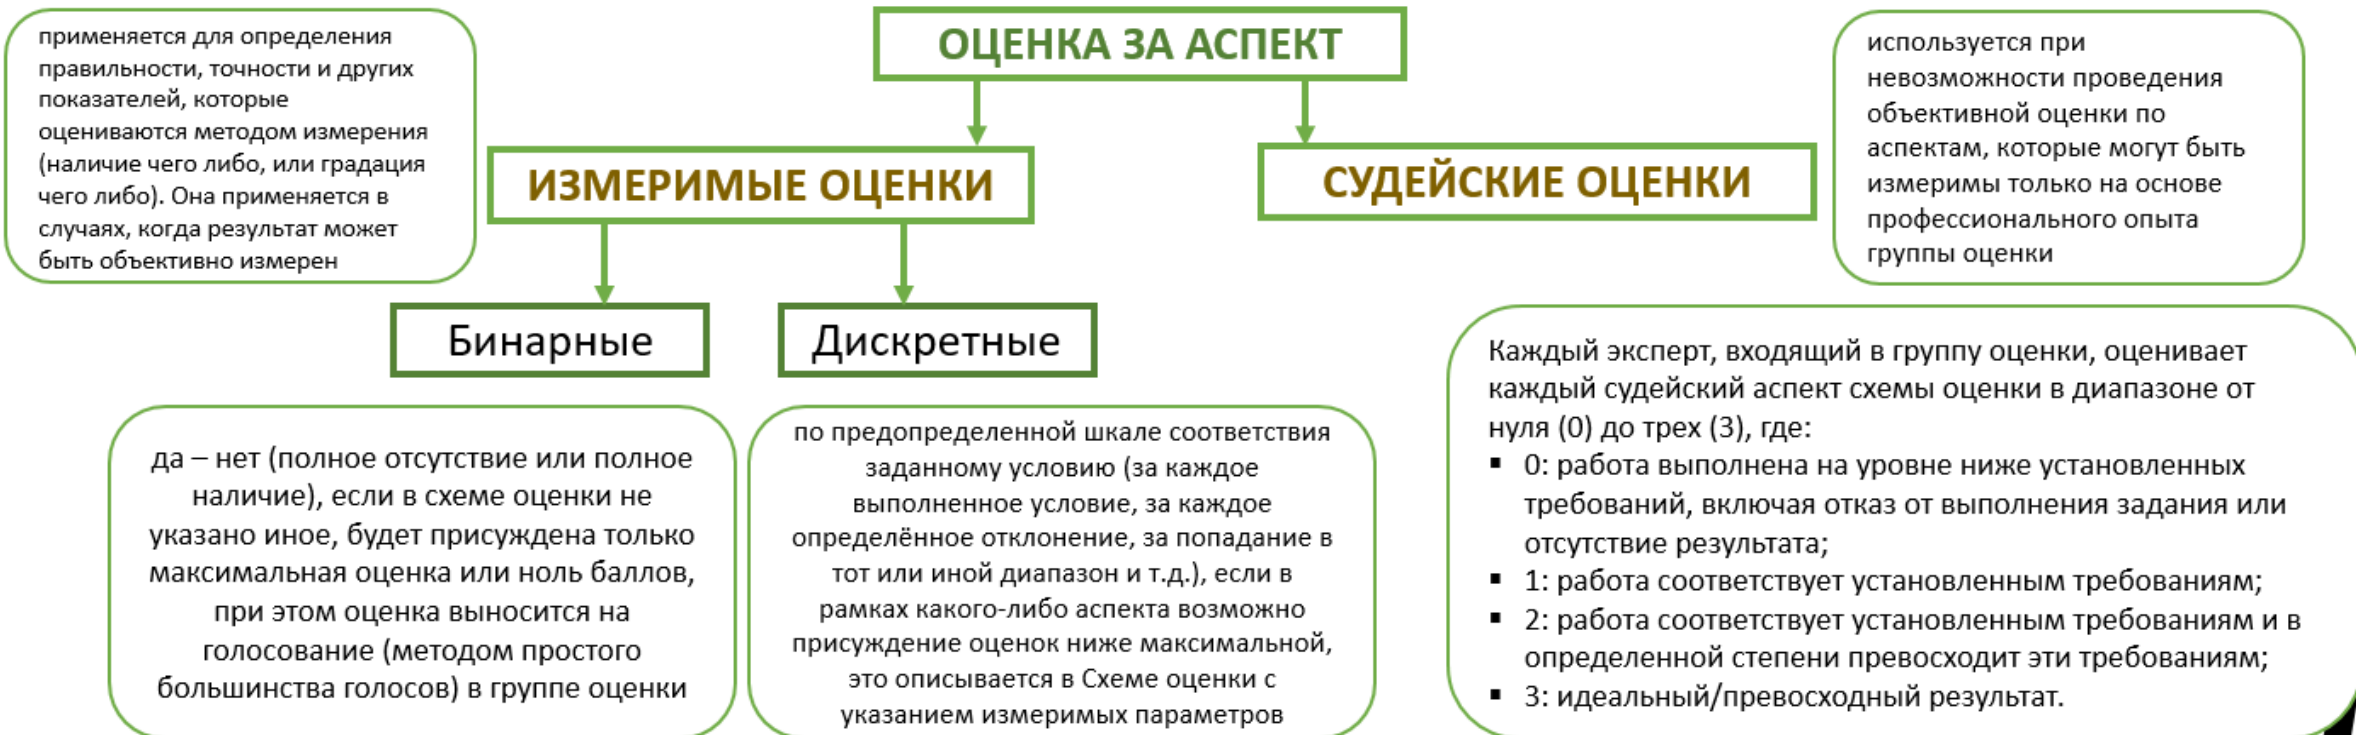 ОЦЕНКА ЗА АСПЕКТ
применяется для определения
правильности, точности и других
показателей, которые
оцениваются методом измерения
(наличие чего либо, или градация
чего либо). Она применяется в
случаях, когда результат может
быть объективно измерен
ИЗМЕРИМЫЕ ОЦЕНКИ
СУДЕЙСКИЕ ОЦЕНКИ
используется при
невозможности проведения
объективной оценки по
аспектам, которые могут быть
измеримы только на основе
профессионального опыта
группы оценки
Бинарные
Дискретные
да – нет (полное отсутствие или полное
наличие), если в схеме оценки не
указано иное, будет присуждена только
максимальная оценка или ноль баллов,
при этом оценка выносится на
голосование (методом простого
большинства голосов) в группе оценки
по предопределенной шкале соответствия
заданному условию (за каждое
выполненное условие, за каждое
определённое отклонение, за попадание в
тот или иной диапазон и т.д.), если в
рамках какого-либо аспекта возможно
присуждение оценок ниже максимальной,
это описывается в Схеме оценки с
указанием измеримых параметров
Каждый эксперт, входящий в группу оценки, оценивает
каждый судейский аспект схемы оценки в диапазоне от
нуля (0) до трех (3), где:
▪ 0: работа выполнена на уровне ниже установленных
требований, включая отказ от выполнения задания или
отсутствие результата;
▪ 1: работа соответствует установленным требованиям;
▪ 2: работа соответствует установленным требованиям и в
определенной степени превосходит эти требованиям;
▪ 3: идеальный/превосходный результат.